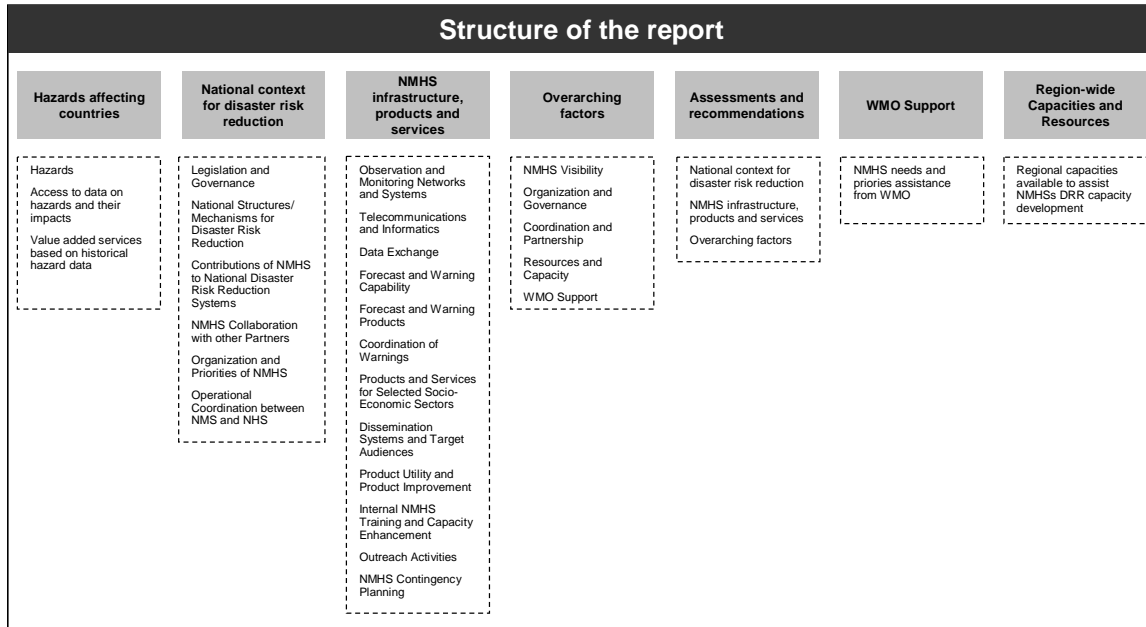 Structure of the report
Hazards affecting
countries
National context
for disaster risk
reduction
NMHS
infrastructure,
products and
services
Overarching
factors
Assessments and
recommendations
WMO Support
Region-wide
Capacities and
Resources
Hazards
Access to data on
hazards and their
impacts
Value added services
based on historical
hazard data
Legislation and
Governance
National Structures/
Mechanisms for
Disaster Risk
Reduction
Contributions of NMHS
to National Disaster
Risk Reduction
Systems
NMHS Collaboration
with other Partners
Organization and
Priorities of NMHS
Operational
Coordination between
NMS and NHS
Observation and
Monitoring Networks
and Systems
Telecommunications
and Informatics
Data Exchange
Forecast and Warning
Capability
Forecast and Warning
Products
Coordination of
Warnings
Products and Services
for Selected Socio-
Economic Sectors
Dissemination
Systems and Target
Audiences
Product Utility and
Product Improvement
Internal NMHS
Training and Capacity
Enhancement
Outreach Activities
NMHS Contingency
Planning
NMHS Visibility
Organization and
Governance
Coordination and
Partnership
Resources and
Capacity
WMO Support
National context for
disaster risk reduction
NMHS infrastructure,
products and services
Overarching factors
NMHS needs and
priories assistance
from WMO
Regional capacities
available to assist
NMHSs DRR capacity
development